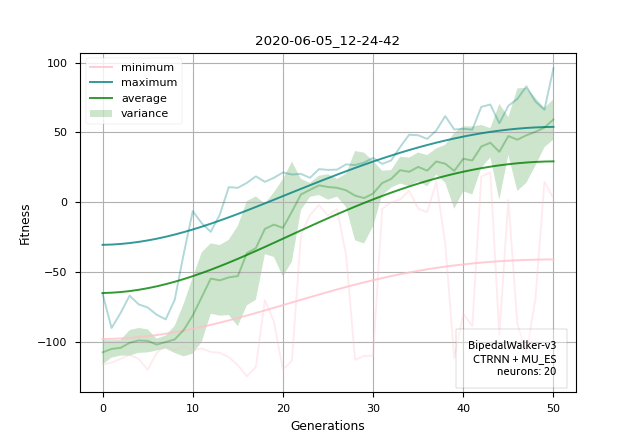 2020-06-05_12-24-42
minimum
maximum
average
variance
Fitness
100
50
0
−50
−100
BipedalWalker-v3
CTRNN + MU_ES
neurons: 20
0 10 20 30 40 50
Generations